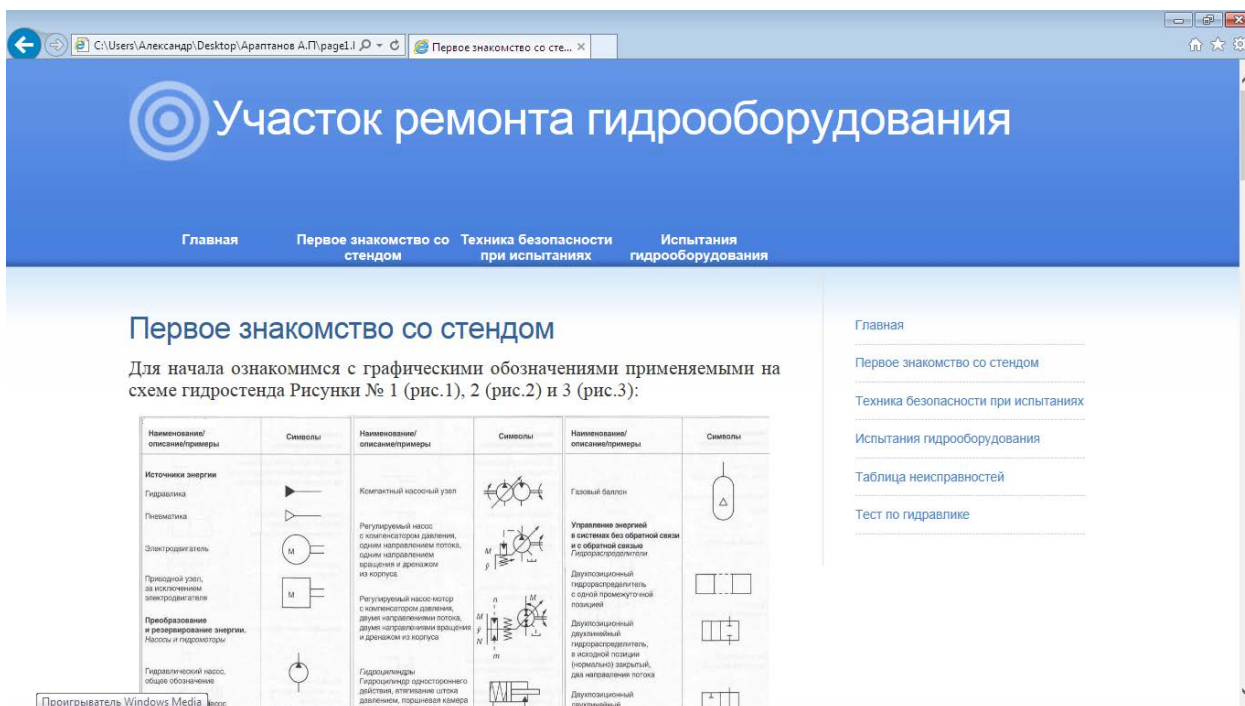 C:\Users\Александр\Desktop\Араптанов А.П\page1.l
Первое знакомство со сте...
Участок ремонта гидрооборудования
Главная
Первое знакомство со стендом
Техника безопасности при испытаниях
Испытания гидрооборудования
Первое знакомство со стендом
Для начала ознакомимся с графическими обозначениями применяемыми на
схеме гидростенда Рисунки № 1 (рис.1), 2 (рис.2) и 3 (рис.3):
Наименование/
описание/примеры
Символы
Источники энергии
Гидравлика
Пневматика
Электродвигатель
М
Приводной узел,
за исключением
электродвигателя
М
Преобразование
и резервирование энергии.
Насосы и гидромоторы
Гидравлический насос,
общее обозначение
насос
Наименование/
описание/примеры
Символы
Компактный насосный узел
Регулируемый насос
с компенсатором давления,
одним направлением потока,
одним направлением
вращения и дренажом
из корпуса.
Регулируемый насос-мотор
с компенсатором давления,
двумя направлениями потока,
двумя направлениями вращения
и дренажом из корпуса
Гидроцилиндры
Гидроцилиндр одностороннего
действия, втягивание штока
давлением, поршневая камера
Наименование/
описание/примеры
Символы
Газовый баллон
Управление энергией
в системах без обратной связи
и с обратной связью
Гидрораспределители
Двухпозиционный
гидрораспределитель
с одной промежуточной
позицией
Двухпозиционный
двухлинейный
гидрораспределитель,
в исходной позиции
(нормально) закрытый,
два направления потока
Двухпозиционный
двухлинейный
Главная
Первое знакомство со стендом
Техника безопасности при испытаниях
Испытания гидрооборудования
Таблица неисправностей
Тест по гидравлике
Проигрыватель Windows Media